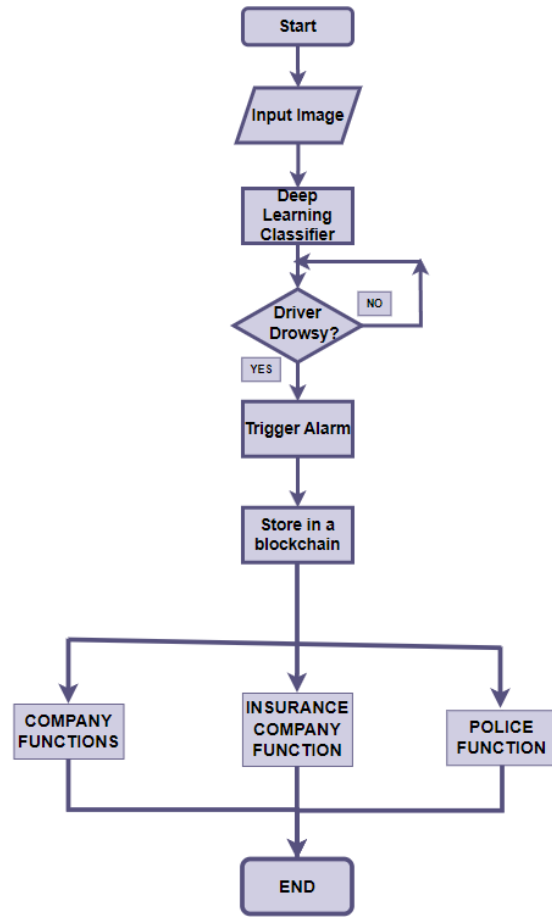 Start
Input Image
Deep
Learning
Classifier
NO
Driver
Drowsy?
YES
Trigger Alarm
Store in a
blockchain
COMPANY
FUNCTIONS
INSURANCE
COMPANY
FUNCTION
POLICE
FUNCTION
END